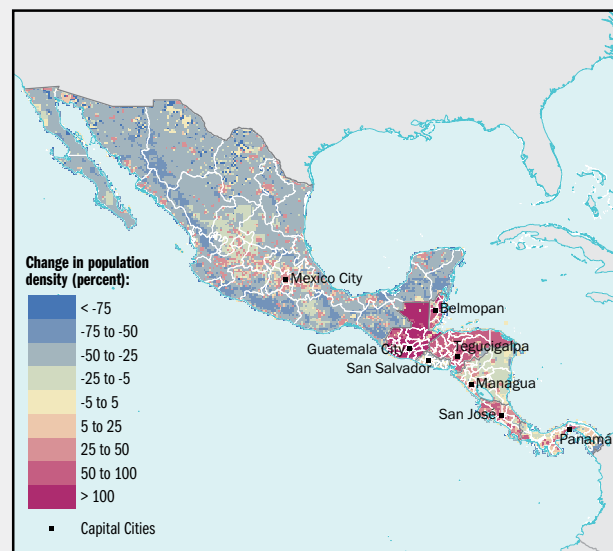 Change in population
density (percent):
< -75
-75 to -50
-50 to -25
-25 to -5
-5 to 5
5 to 25
25 to 50
50 to 100
> 100
Capital Cities
Mexico City
Belmopan
Guatemala City
Tegucigalpa
San Salvador
Managua
San José
Panamá